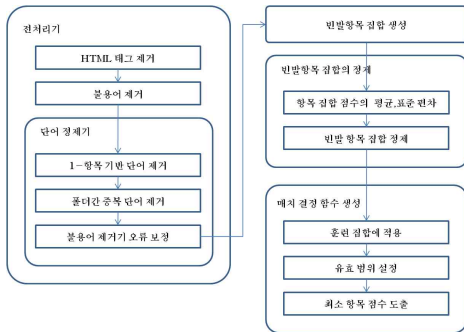 전처리기
HTML 태그 제거
불용어 제거
단어 정제기
1-항목 기반 단어 제거
폴더간 중복 단어 제거
불용어 제거기 오류 보정
빈발항목 집합 생성
빈발항목 집합의 정제
항목 집합 점수의 평균,표준 편차
빈발 항목 집합 정제
매치 결정 함수 생성
훈련 집합에 적용
유효 범위 설정
최소 항목 점수 도출